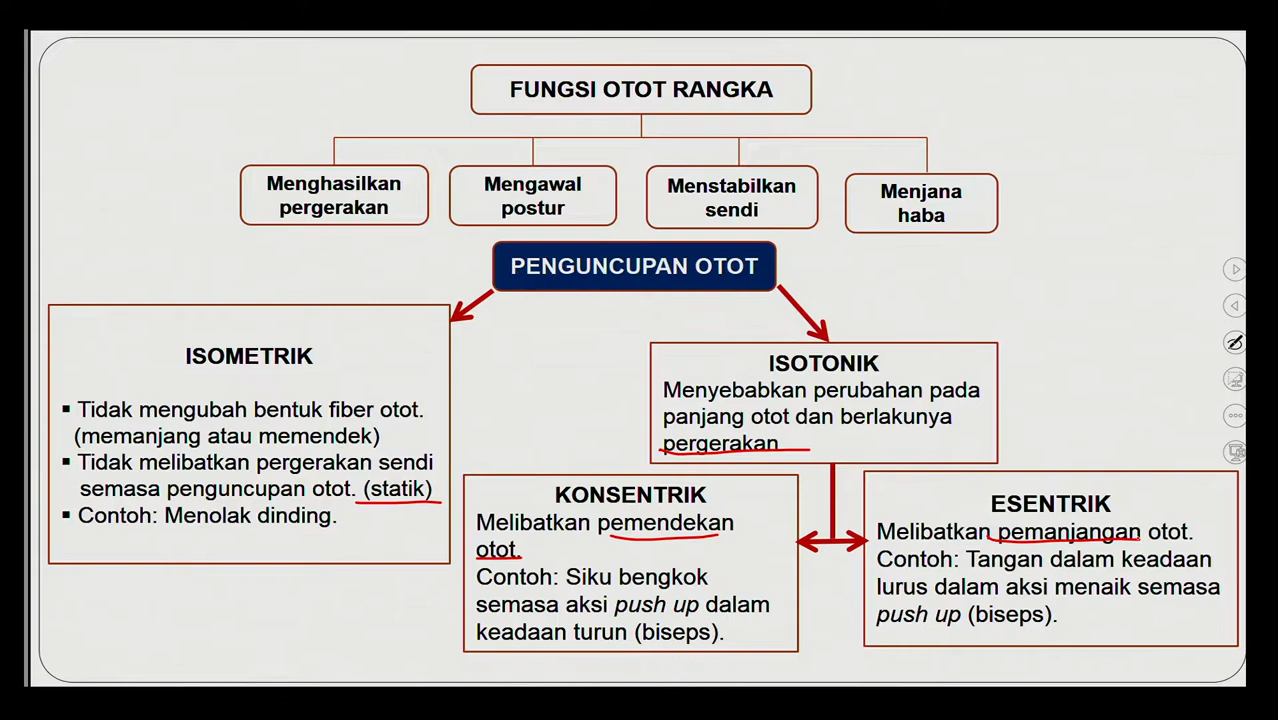 FUNGSI OTOT RANGKA
Menghasilkan
pergerakan
Mengawal
postur
Menstabilkan
sendi
Menjana
haba
PENGUNCUPAN OTOT
ISOMETRIK
▪ Tidak mengubah bentuk fiber otot.
(memanjang atau memendek)
▪ Tidak melibatkan pergerakan sendi
semasa penguncupan otot. (statik)
▪ Contoh: Menolak dinding.
ISOTONIK
Menyebabkan perubahan pada
panjang otot dan berlakunya
pergerakan
KONSENTRIK
Melibatkan pemendekan
otot.
Contoh: Siku bengkok
semasa aksi push up dalam
keadaan turun (biseps).
ESENTRIK
Melibatkan pemanjangan otot.
Contoh: Tangan dalam keadaan
lurus dalam aksi menaik semasa
push up (biseps).